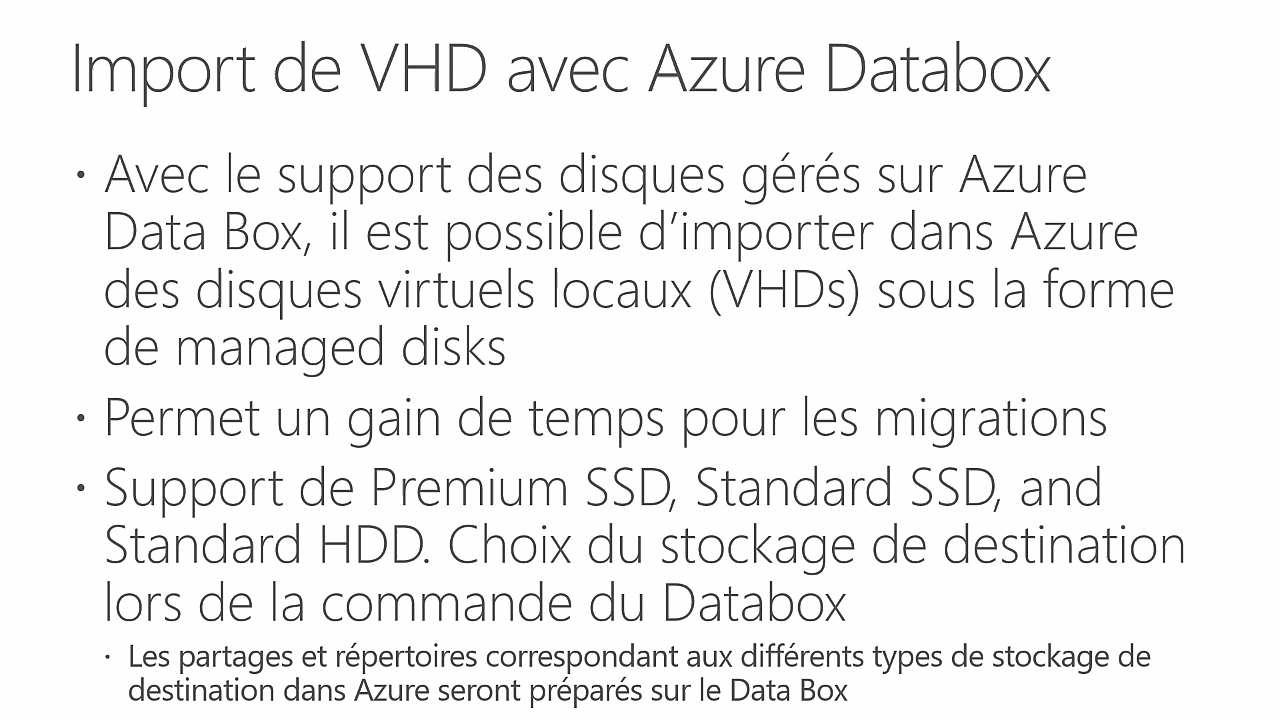 Import de VHD avec Azure Databox
· Avec le support des disques gérés sur Azure
Data Box, il est possible d’importer dans Azure
des disques virtuels locaux (VHDs) sous la forme
de managed disks
· Permet un gain de temps pour les migrations
· Support de Premium SSD, Standard SSD, and
Standard HDD. Choix du stockage de destination
lors de la commande du Databox
· Les partages et répertoires correspondant aux différents types de stockage de
destination dans Azure seront préparés sur le Data Box